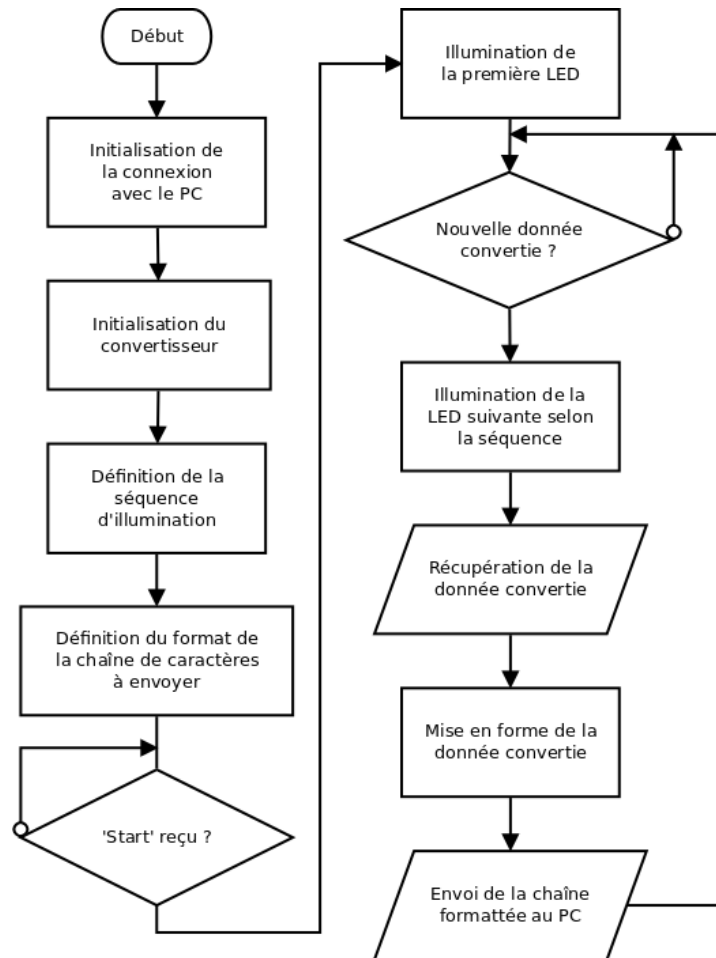 Début
Initialisation de
la connexion
avec le PC
Initialisation du
convertisseur
Définition de la
séquence
d'illumination
Définition du format de
la chaîne de caractères
à envoyer
'Start' reçu ?
Illumination de
la première LED
Nouvelle donnée
convertie ?
Illumination de la
LED suivante selon
la séquence
Récupération de la
donnée convertie
Mise en forme de la
donnée convertie
Envoi de la chaîne
formattée au PC